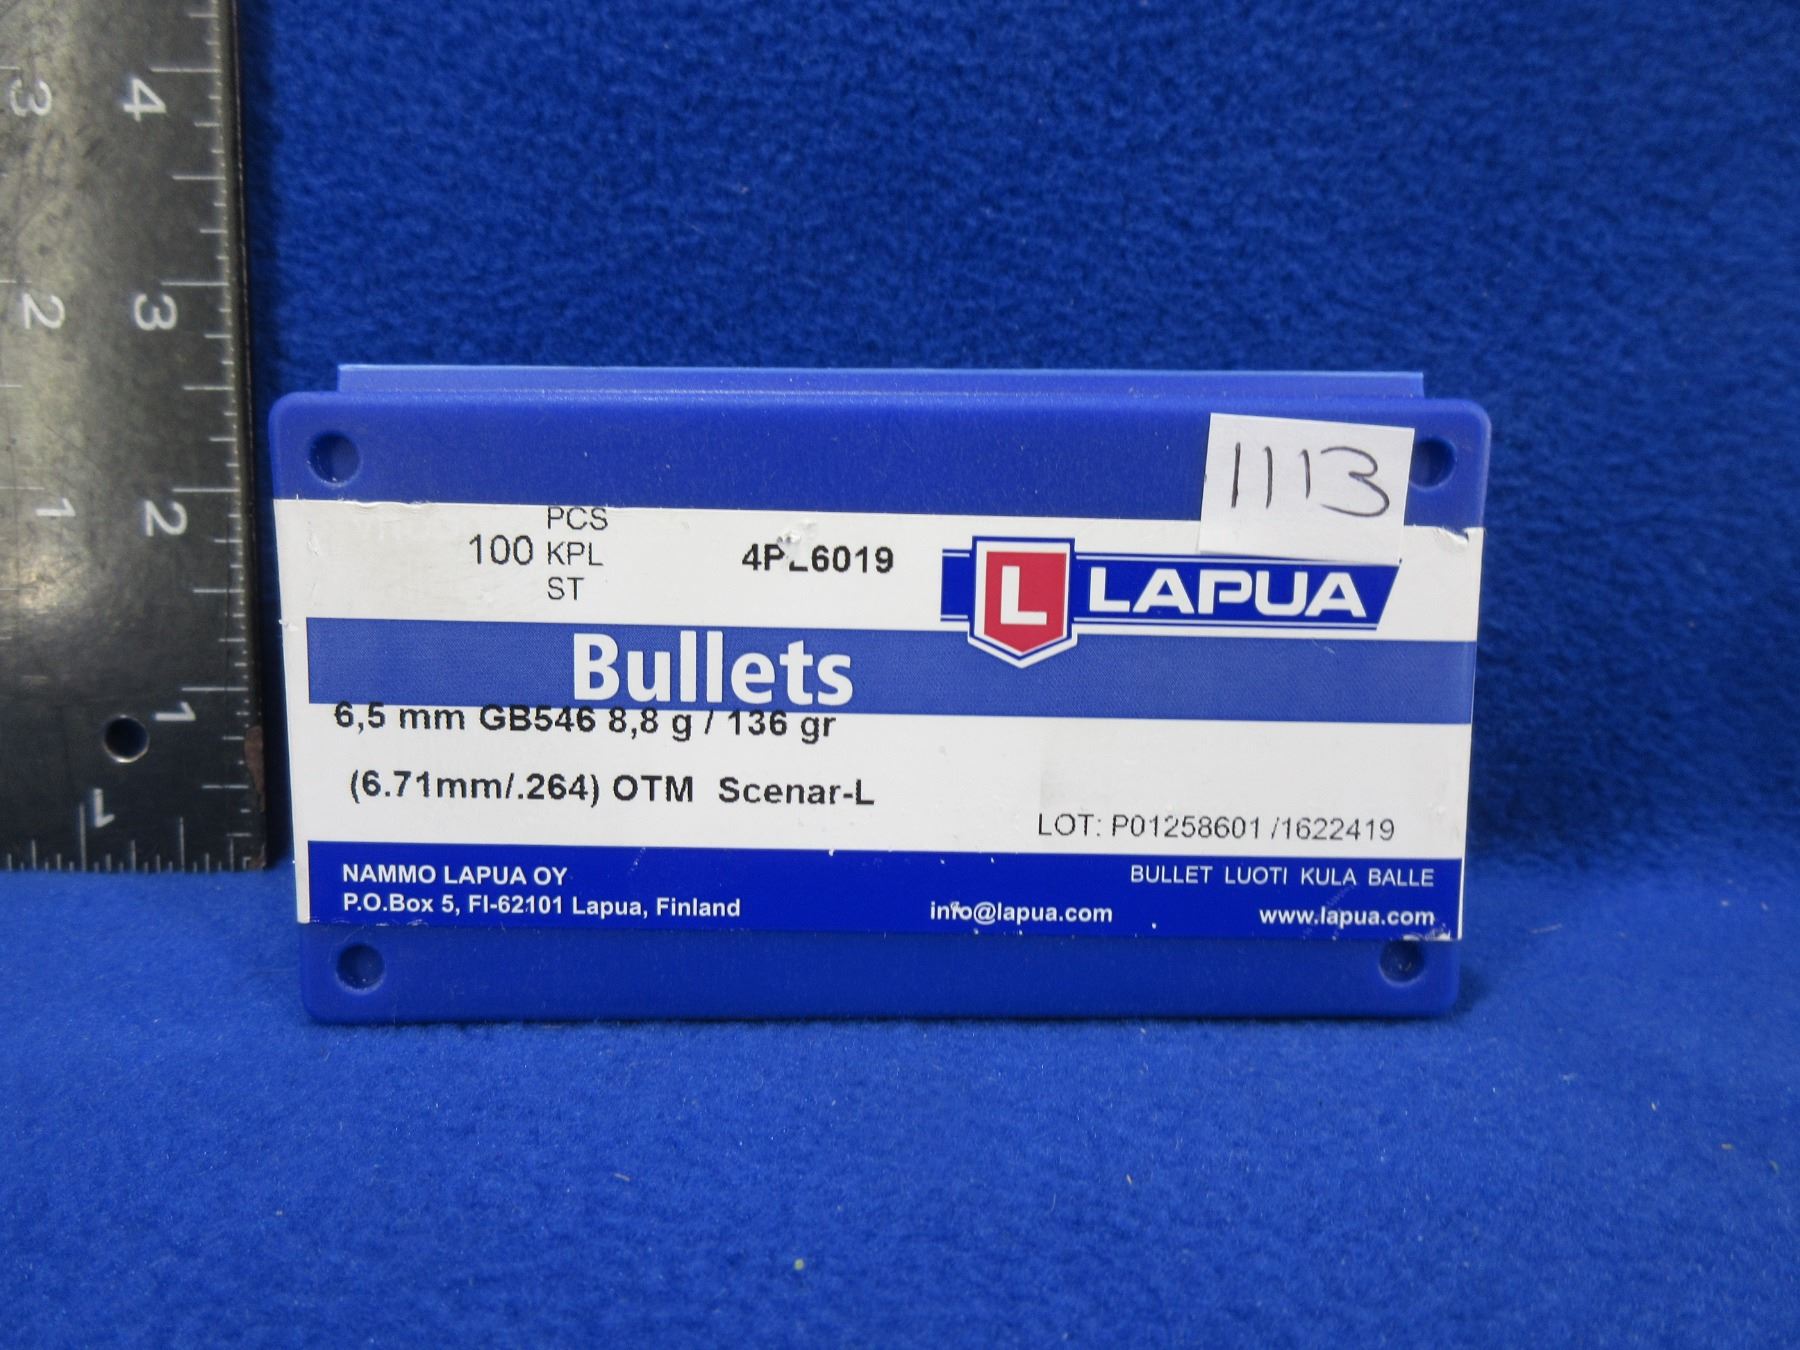 1113
PCS
100 KPL
ST
6019
L LAPUA
Bullets
6,5 mm GB546 8,8 g / 136 gr
(6.71mm/.264) OTM Scenar-L
LOT: P01258601 /1622419
NAMMO LAPUA OY
P.O.Box 5, FI-62101 Lapua, Finland
BULLET LUOTI KULA BALLE
info@lapua.com
www.lapua.com
3 4
2 3
1 2
1
1